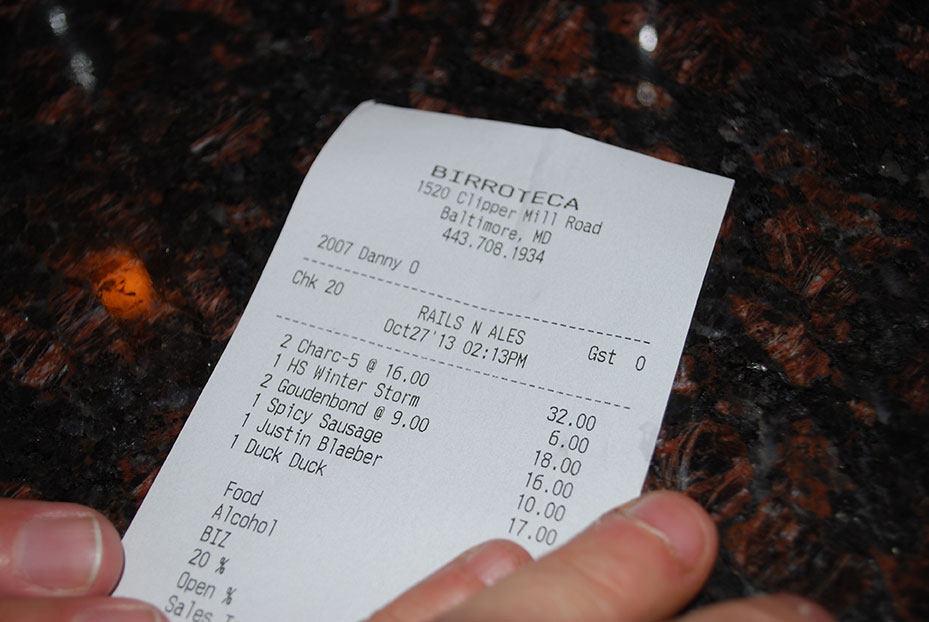 BIRROTECA
1520 Clipper Mill Road
Baltimore, MD
443.708.1934
2007 Danny O
Chk 20 RAILS N ALES Gst 0
Oct27'13 02:13PM
2 Charc-5 @ 16.00 32.00
1 HS Winter Storm 6.00
2 Goudenbond @ 9.00 18.00
1 Spicy Sausage 16.00
1 Justin Blaeber 10.00
1 Duck Duck 17.00
Food
Alcohol
BIZ
20 %
Open %
Sales